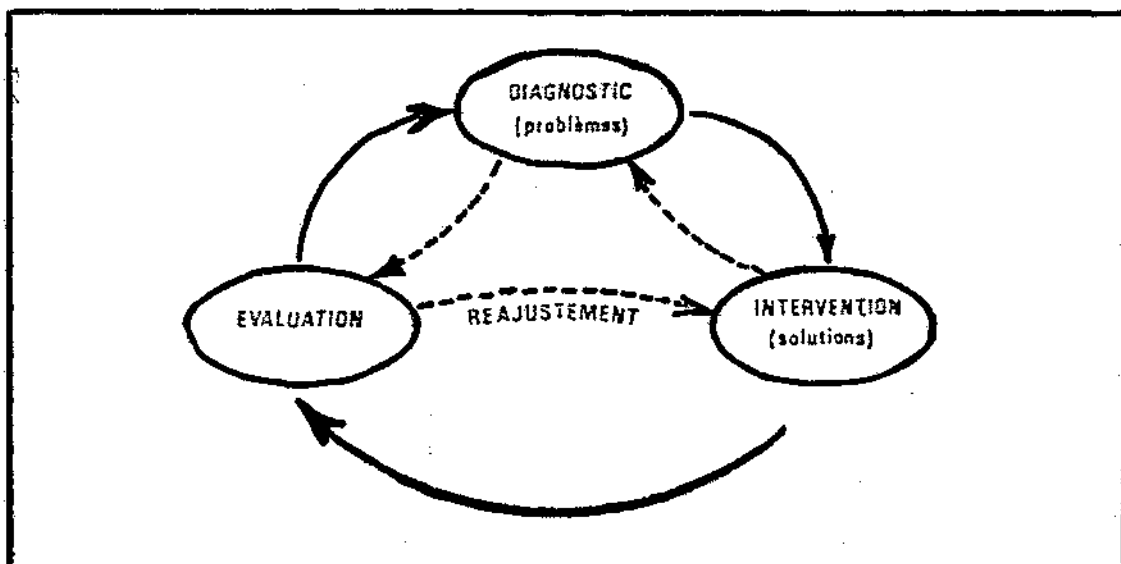 DIAGNOSTIC
(problèmes)
EVALUATION
REAJUSTEMENT
INTERVENTION
(solutions)